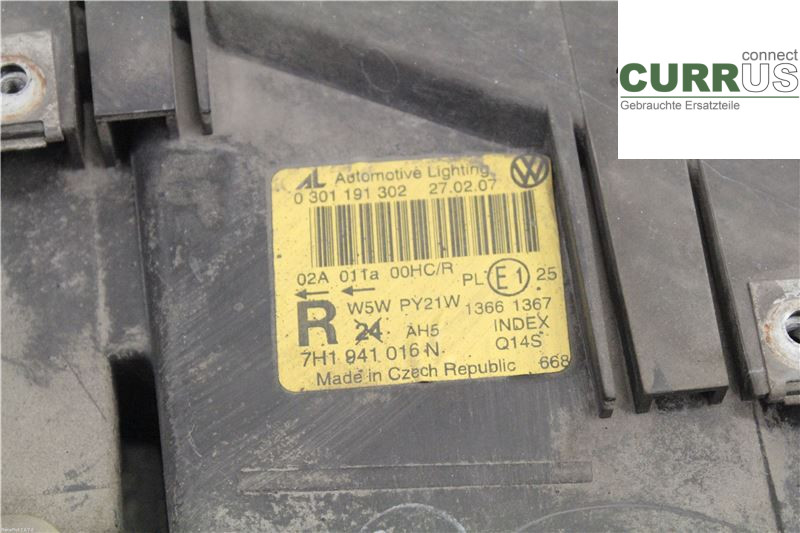 connect
CURRUS
Gebrauchte Ersatzteile
AL Automotive Lighting
0 301 191 302 27.02.07
02A 011a 00HC/R
PL E1 25
W5W PY21W 1366 1367
R 24 AH5 INDEX
7H1 941 016 N Q14S
Made in Czech Republic 668